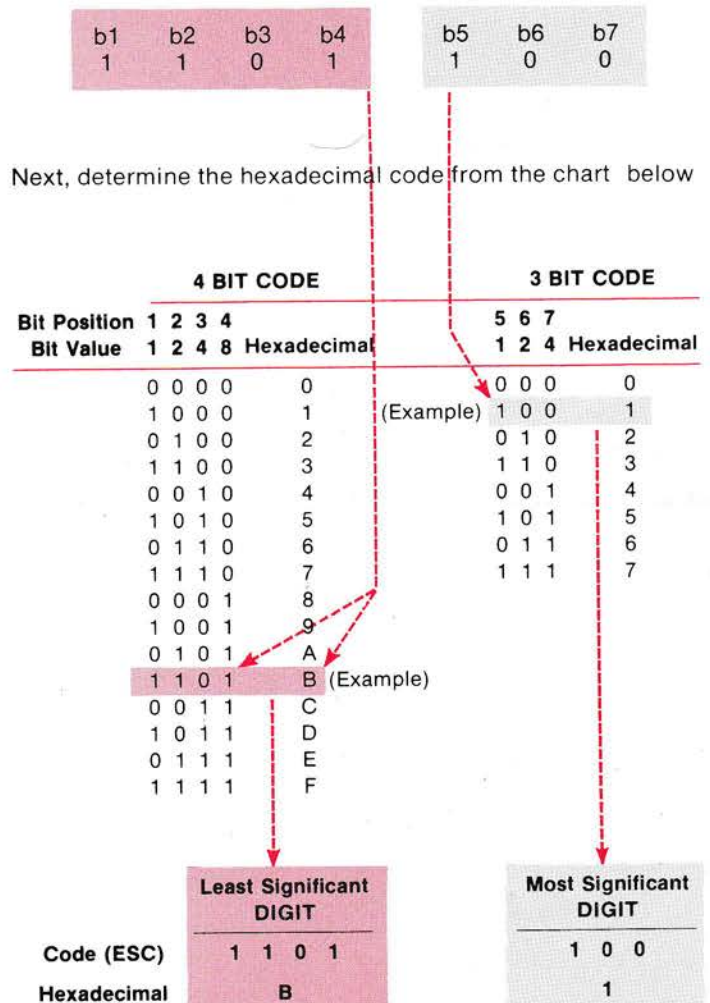 b1 b2 b3 b4 b5 b6 b7
1 1 0 1 1 0 0
Next, determine the hexadecimal code from the chart below
4 BIT CODE 3 BIT CODE
Bit Position 1 2 3 4 5 6 7
Bit Value 1 2 4 8 Hexadecimal 1 2 4 Hexadecimal
0 0 0 0 0 0 0 0 0
1 0 0 0 1 (Example) 1 0 0 1
0 1 0 0 2 0 1 0 2
1 1 0 0 3 1 1 0 3
0 0 1 0 4 0 0 1 4
1 0 1 0 5 1 0 1 5
0 1 1 0 6 0 1 1 6
1 1 1 0 7 1 1 1 7
0 0 0 1 8
1 0 0 1 9
0 1 0 1 A
1 1 0 1 B (Example)
0 0 1 1 C
1 0 1 1 D
0 1 1 1 E
1 1 1 1 F
Least Significant Most Significant
DIGIT DIGIT
Code (ESC) 1 1 0 1 1 0 0
Hexadecimal B 1